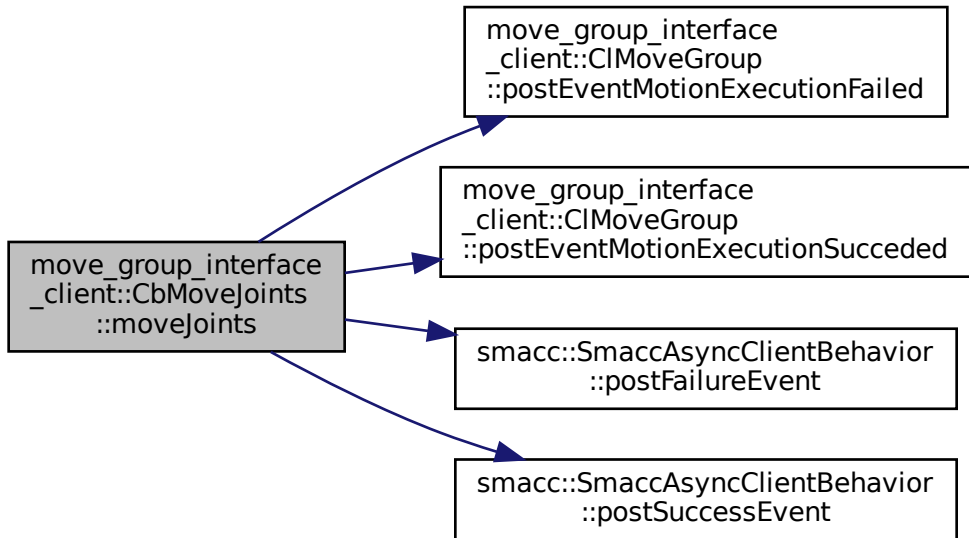 move_group_interface
_client::ClMoveGroup
::postEventMotionExecutionFailed
move_group_interface
_client::ClMoveGroup
::postEventMotionExecutionSucceded
move_group_interface
_client::CbMoveJoints
::moveJoints
smacc::SmaccAsyncClientBehavior
::postFailureEvent
smacc::SmaccAsyncClientBehavior
::postSuccessEvent